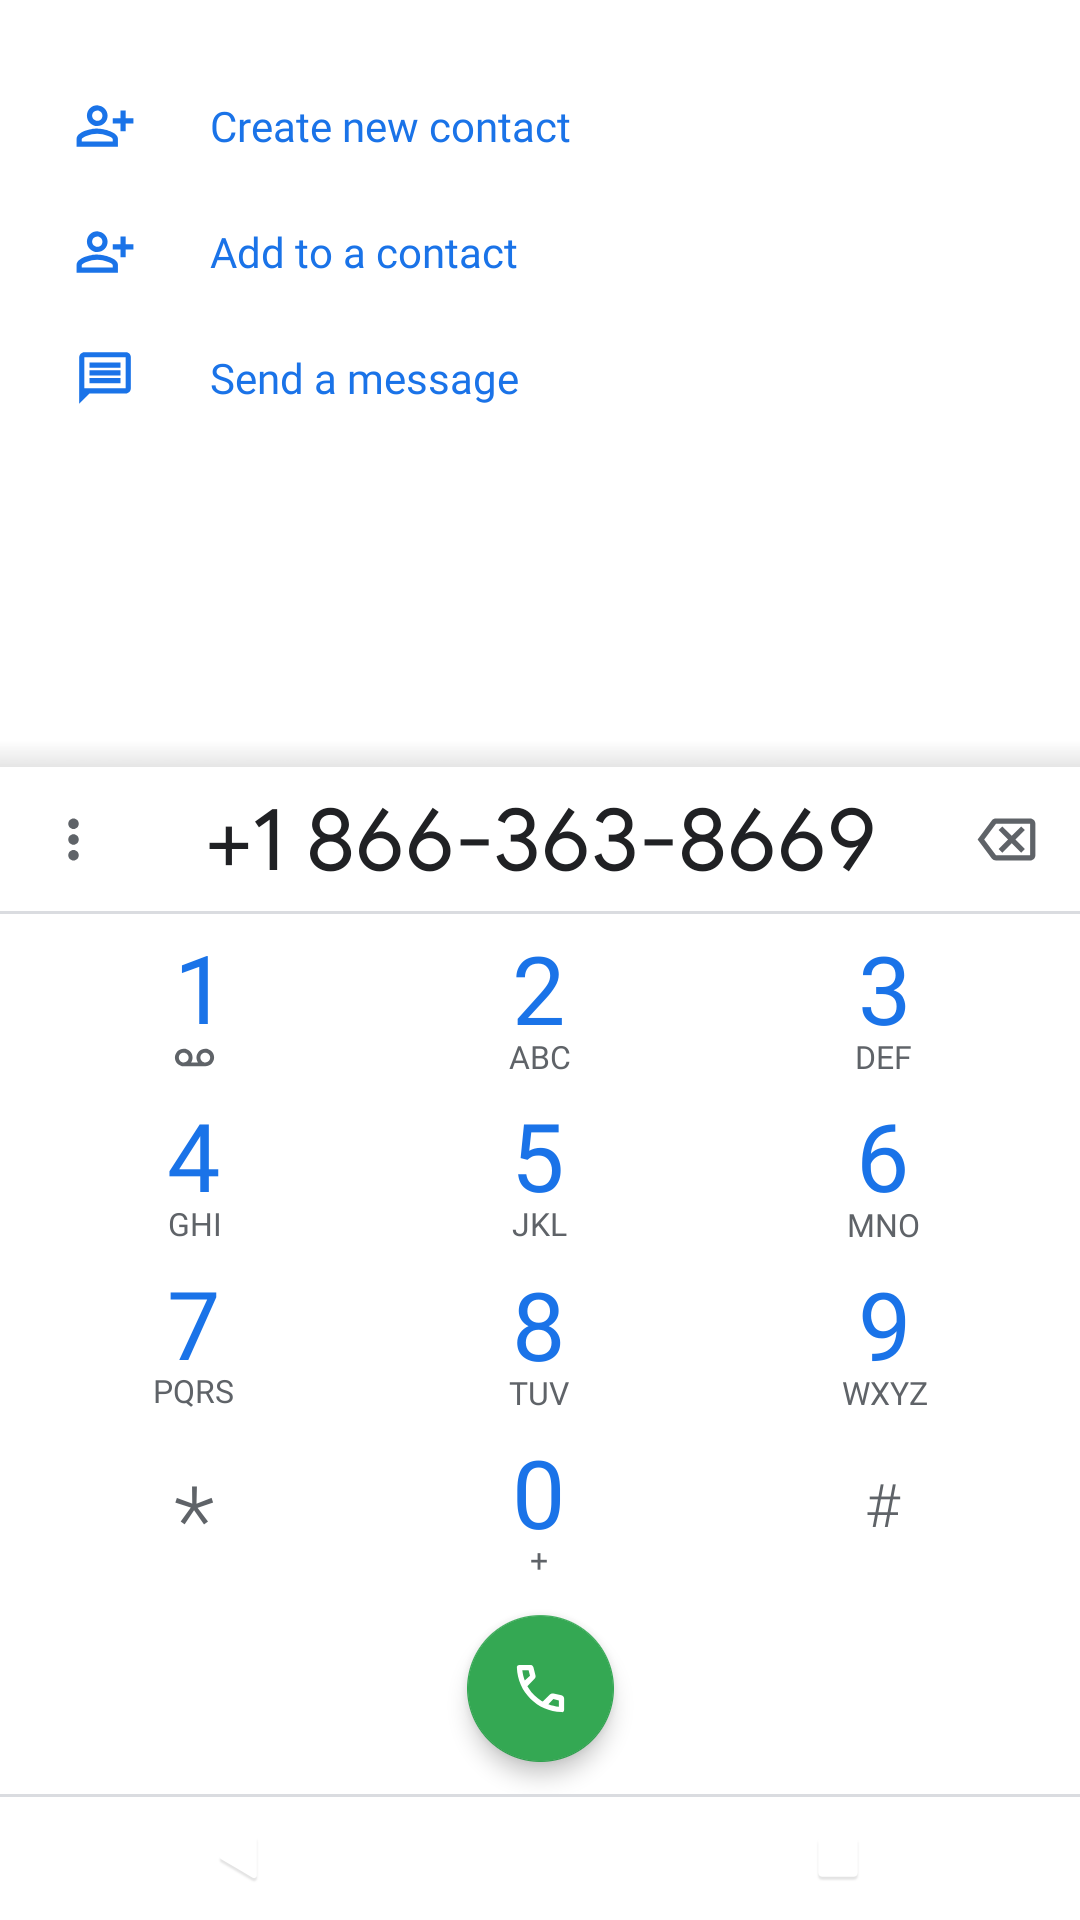 Create new contact
Add to a contact
Send a message
+1 866-363-8669
1 2 3
ABC DEF
4 5 6
GHI JKL MNO
7 8 9
PQRS TUV WXYZ
* 0 #
+